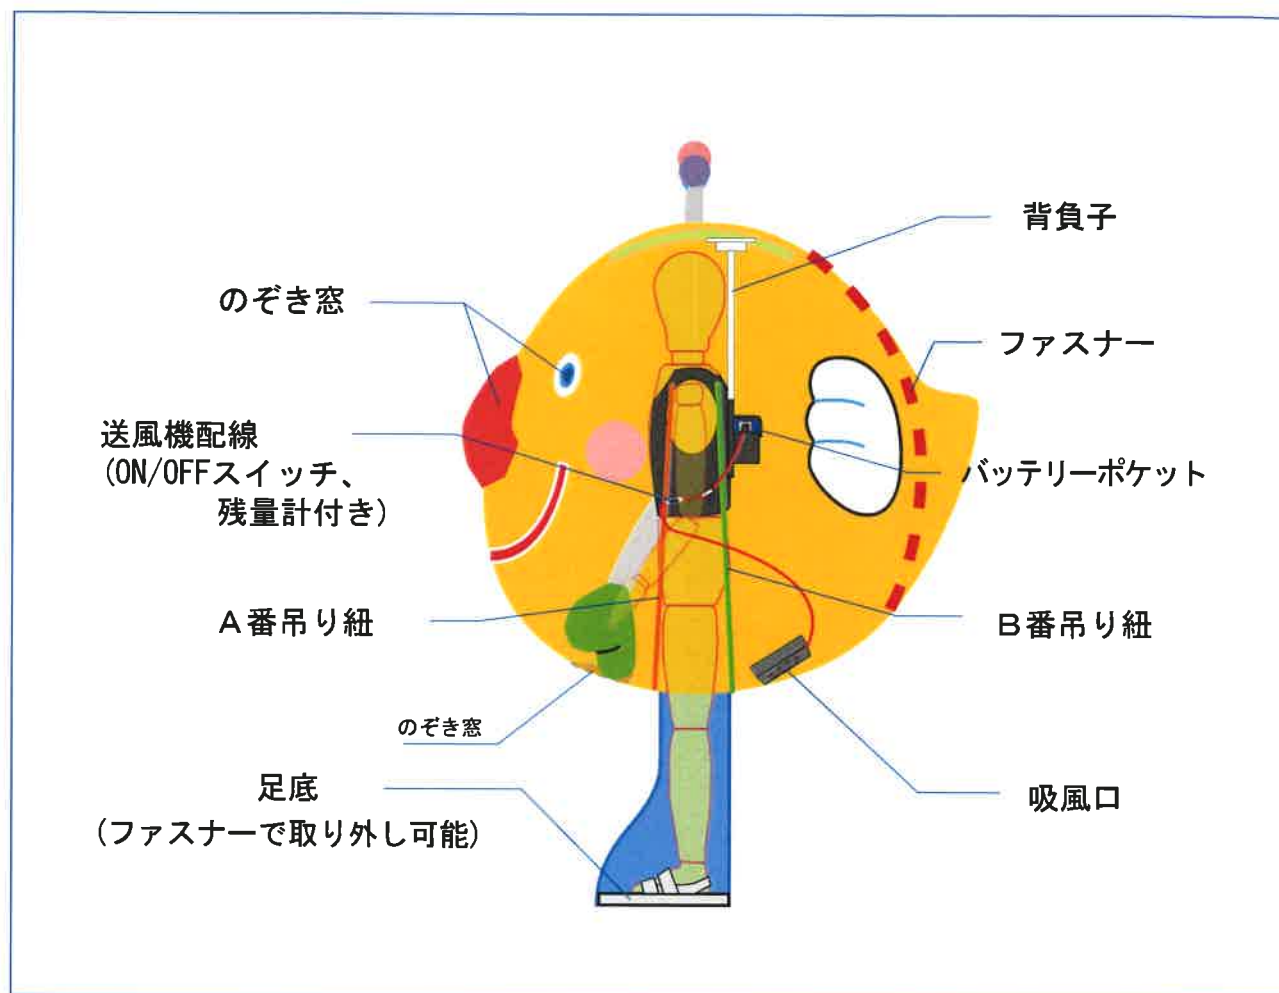 背負子
のぞき窓
ファスナー
送風機配線
(ON/OFFスイッチ、
残量計付き)
バッテリーポケット
A番吊り紐
B番吊り紐
のぞき窓
足底
(ファスナーで取り外し可能)
吸風口